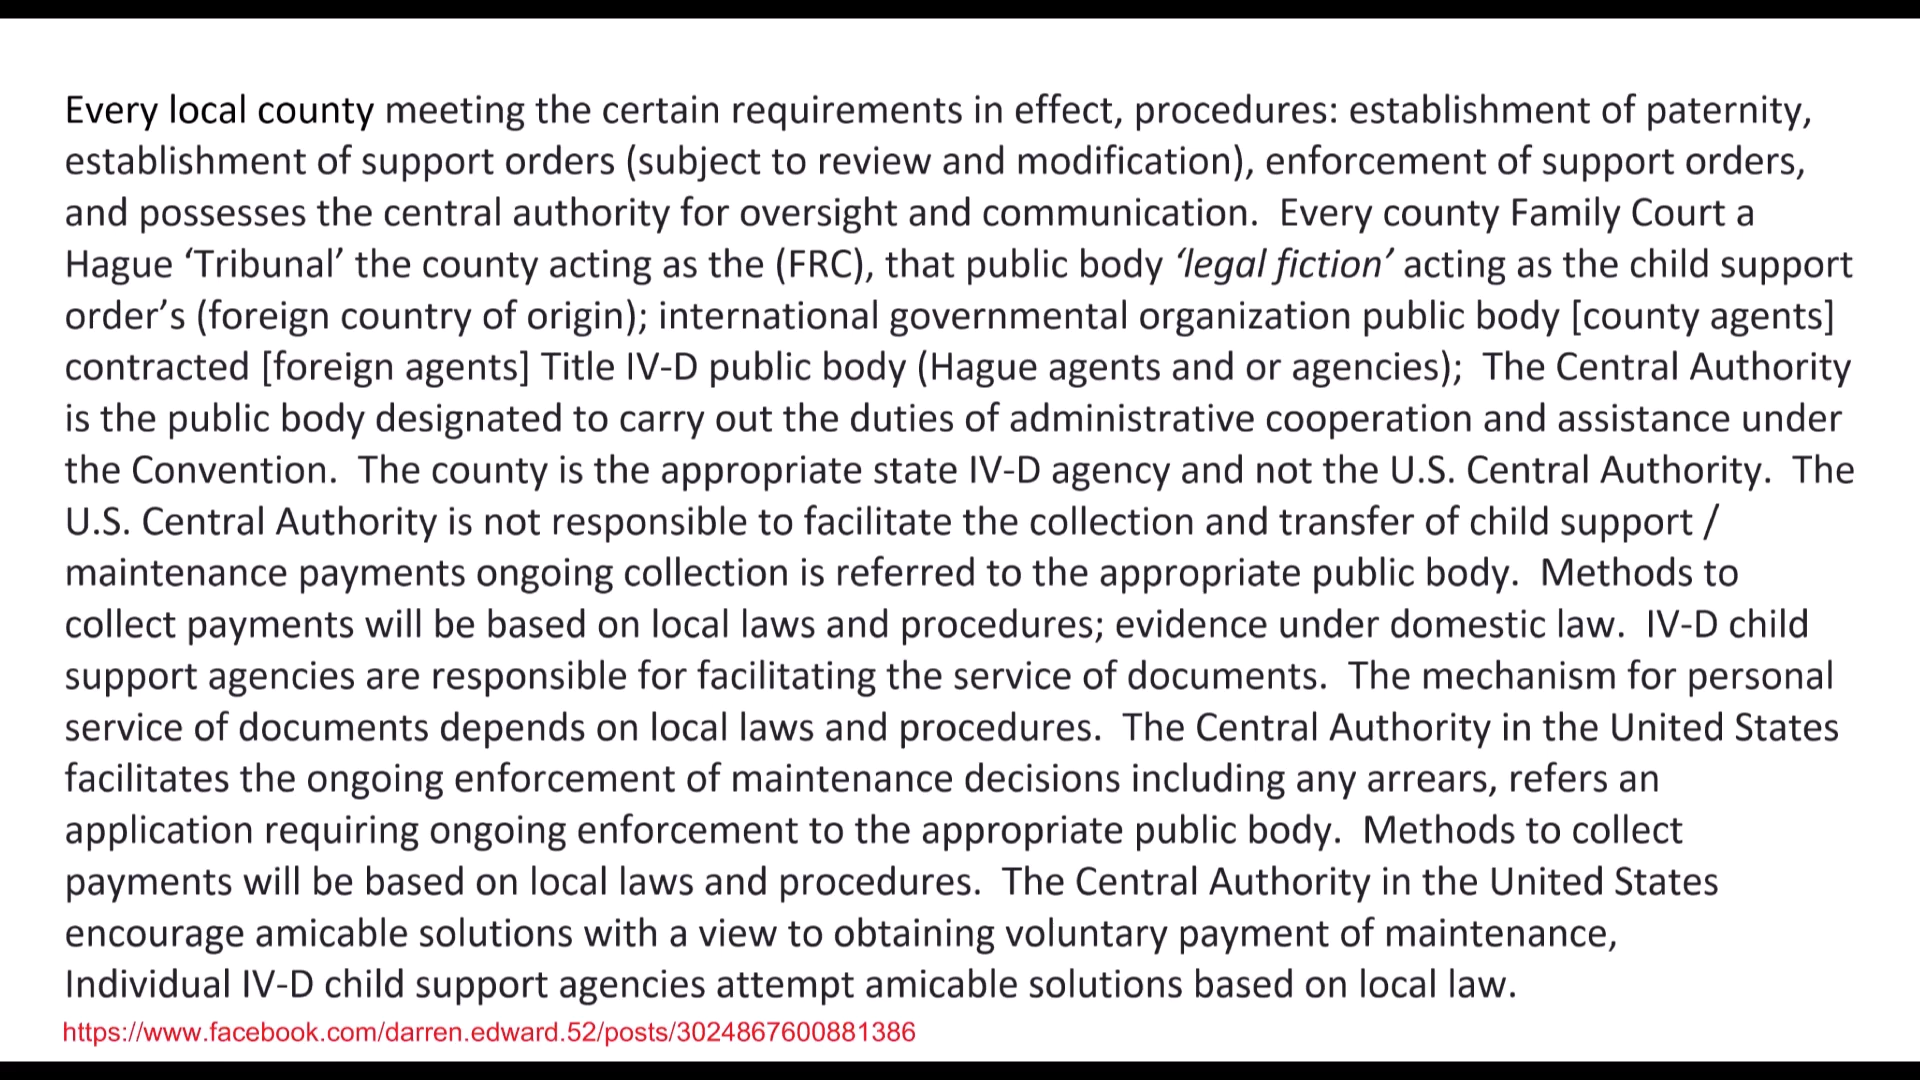 Every local county meeting the certain requirements in effect, procedures: establishment of paternity,
establishment of support orders (subject to review and modification), enforcement of support orders,
and possesses the central authority for oversight and communication.  Every county Family Court a
Hague ‘Tribunal’ the county acting as the (FRC), that public body ‘legal fiction’ acting as the child support
order’s (foreign country of origin); international governmental organization public body [county agents]
contracted [foreign agents] Title IV-D public body (Hague agents and or agencies);  The Central Authority
is the public body designated to carry out the duties of administrative cooperation and assistance under
the Convention.  The county is the appropriate state IV-D agency and not the U.S. Central Authority.  The
U.S. Central Authority is not responsible to facilitate the collection and transfer of child support /
maintenance payments ongoing collection is referred to the appropriate public body.  Methods to
collect payments will be based on local laws and procedures; evidence under domestic law.  IV-D child
support agencies are responsible for facilitating the service of documents.  The mechanism for personal
service of documents depends on local laws and procedures.  The Central Authority in the United States
facilitates the ongoing enforcement of maintenance decisions including any arrears, refers an
application requiring ongoing enforcement to the appropriate public body.  Methods to collect
payments will be based on local laws and procedures.  The Central Authority in the United States
encourage amicable solutions with a view to obtaining voluntary payment of maintenance,
Individual IV-D child support agencies attempt amicable solutions based on local law.
https://www.facebook.com/darren.edward.52/posts/3024867600881386